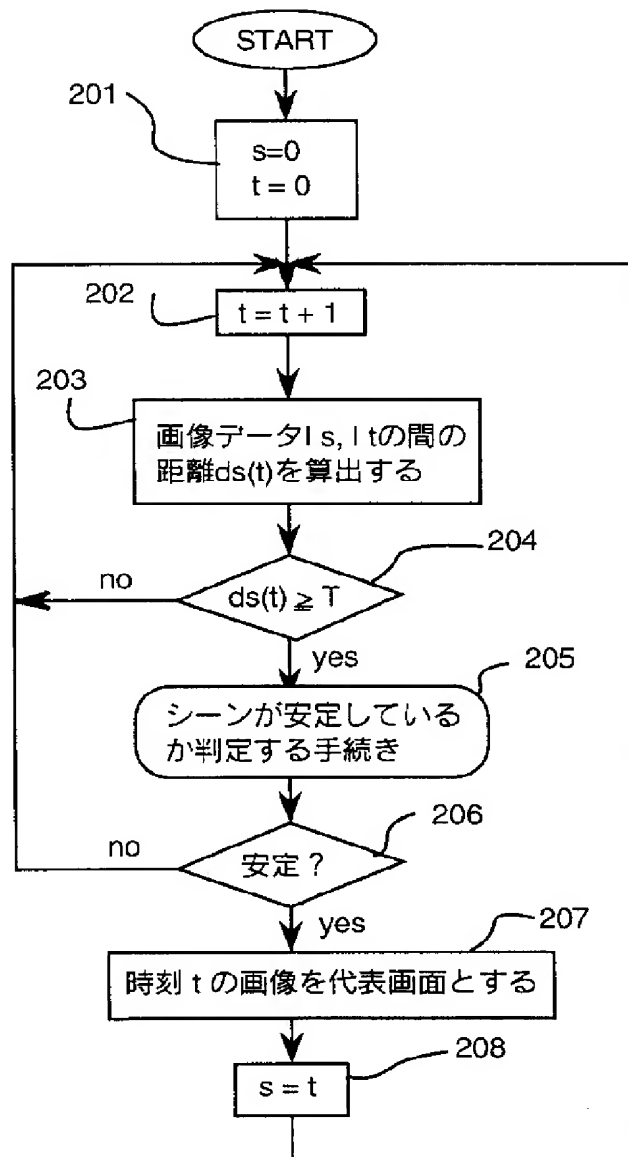 START
201
s=0
t = 0
202
t = t + 1
203
画像データI s, I tの間の
距離ds(t)を算出する
204
no
ds(t) ≧ T
yes
205
シーンが安定している
か判定する手続き
206
no
安定？
yes
207
時刻 t の画像を代表画面とする
208
s = t